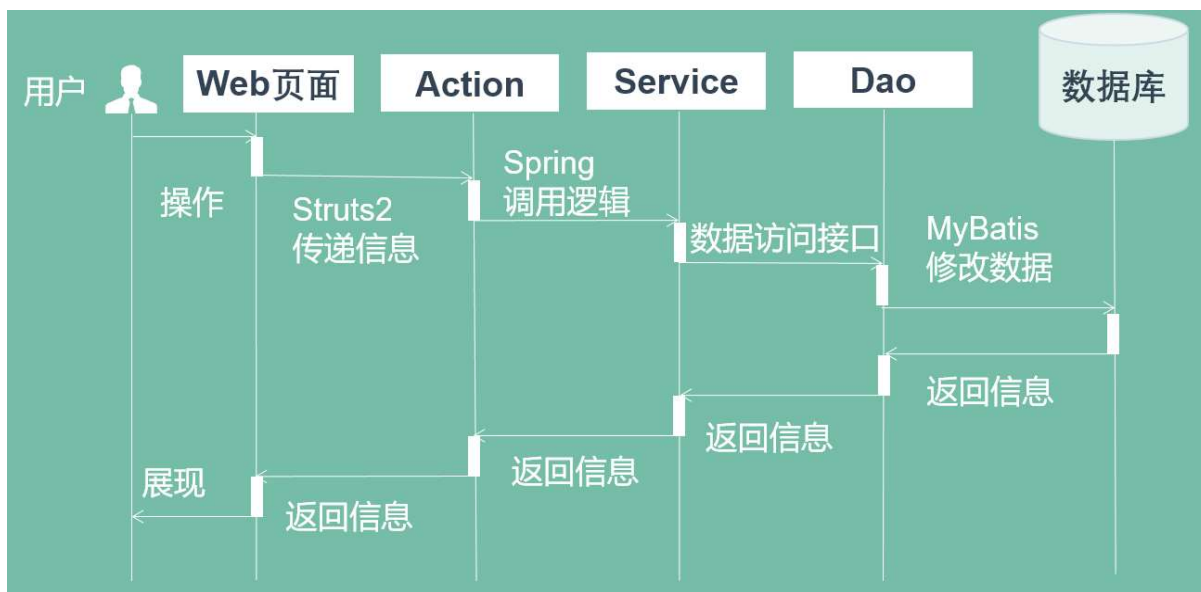 用户
Web页面
Action
Service
Dao
数据库
操作
Struts2
传递信息
Spring
调用逻辑
数据访问接口
MyBatis
修改数据
返回信息
返回信息
返回信息
返回信息
展现